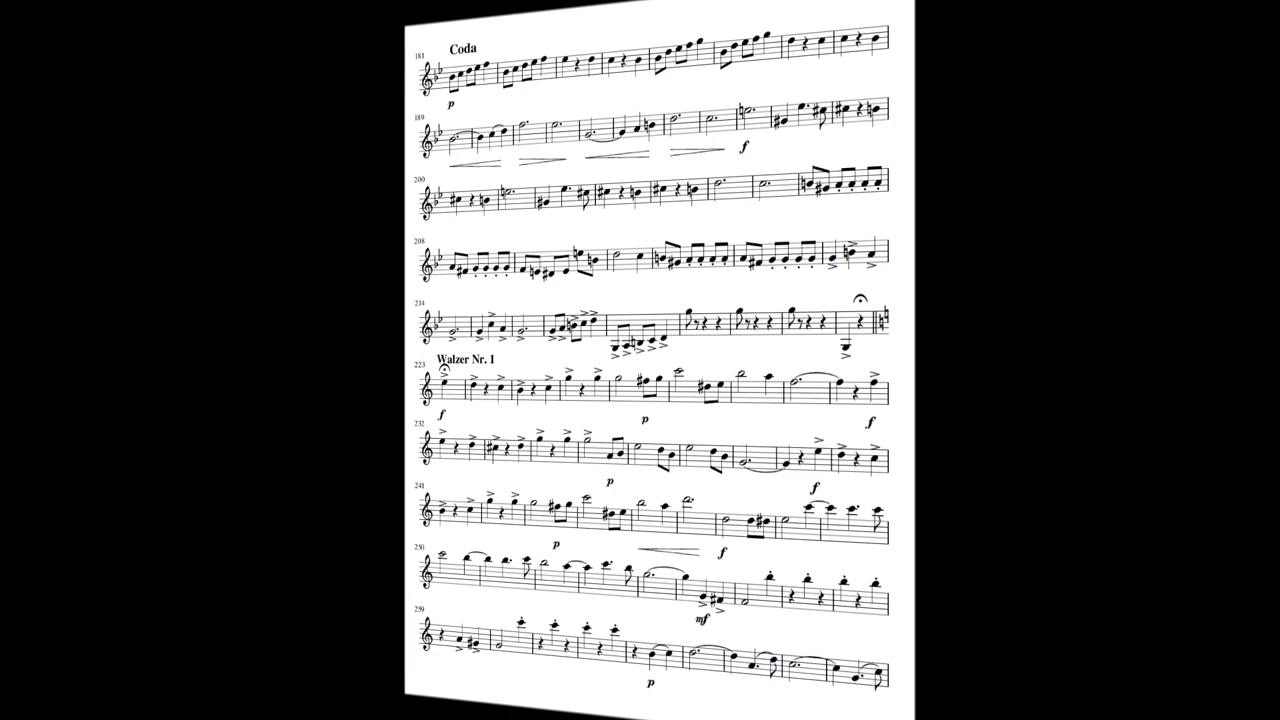 Coda
181
p
189
f
200
208
214
Walzer Nr. 1
223
f p f
232
p f
241
p f
250
mf
259
p